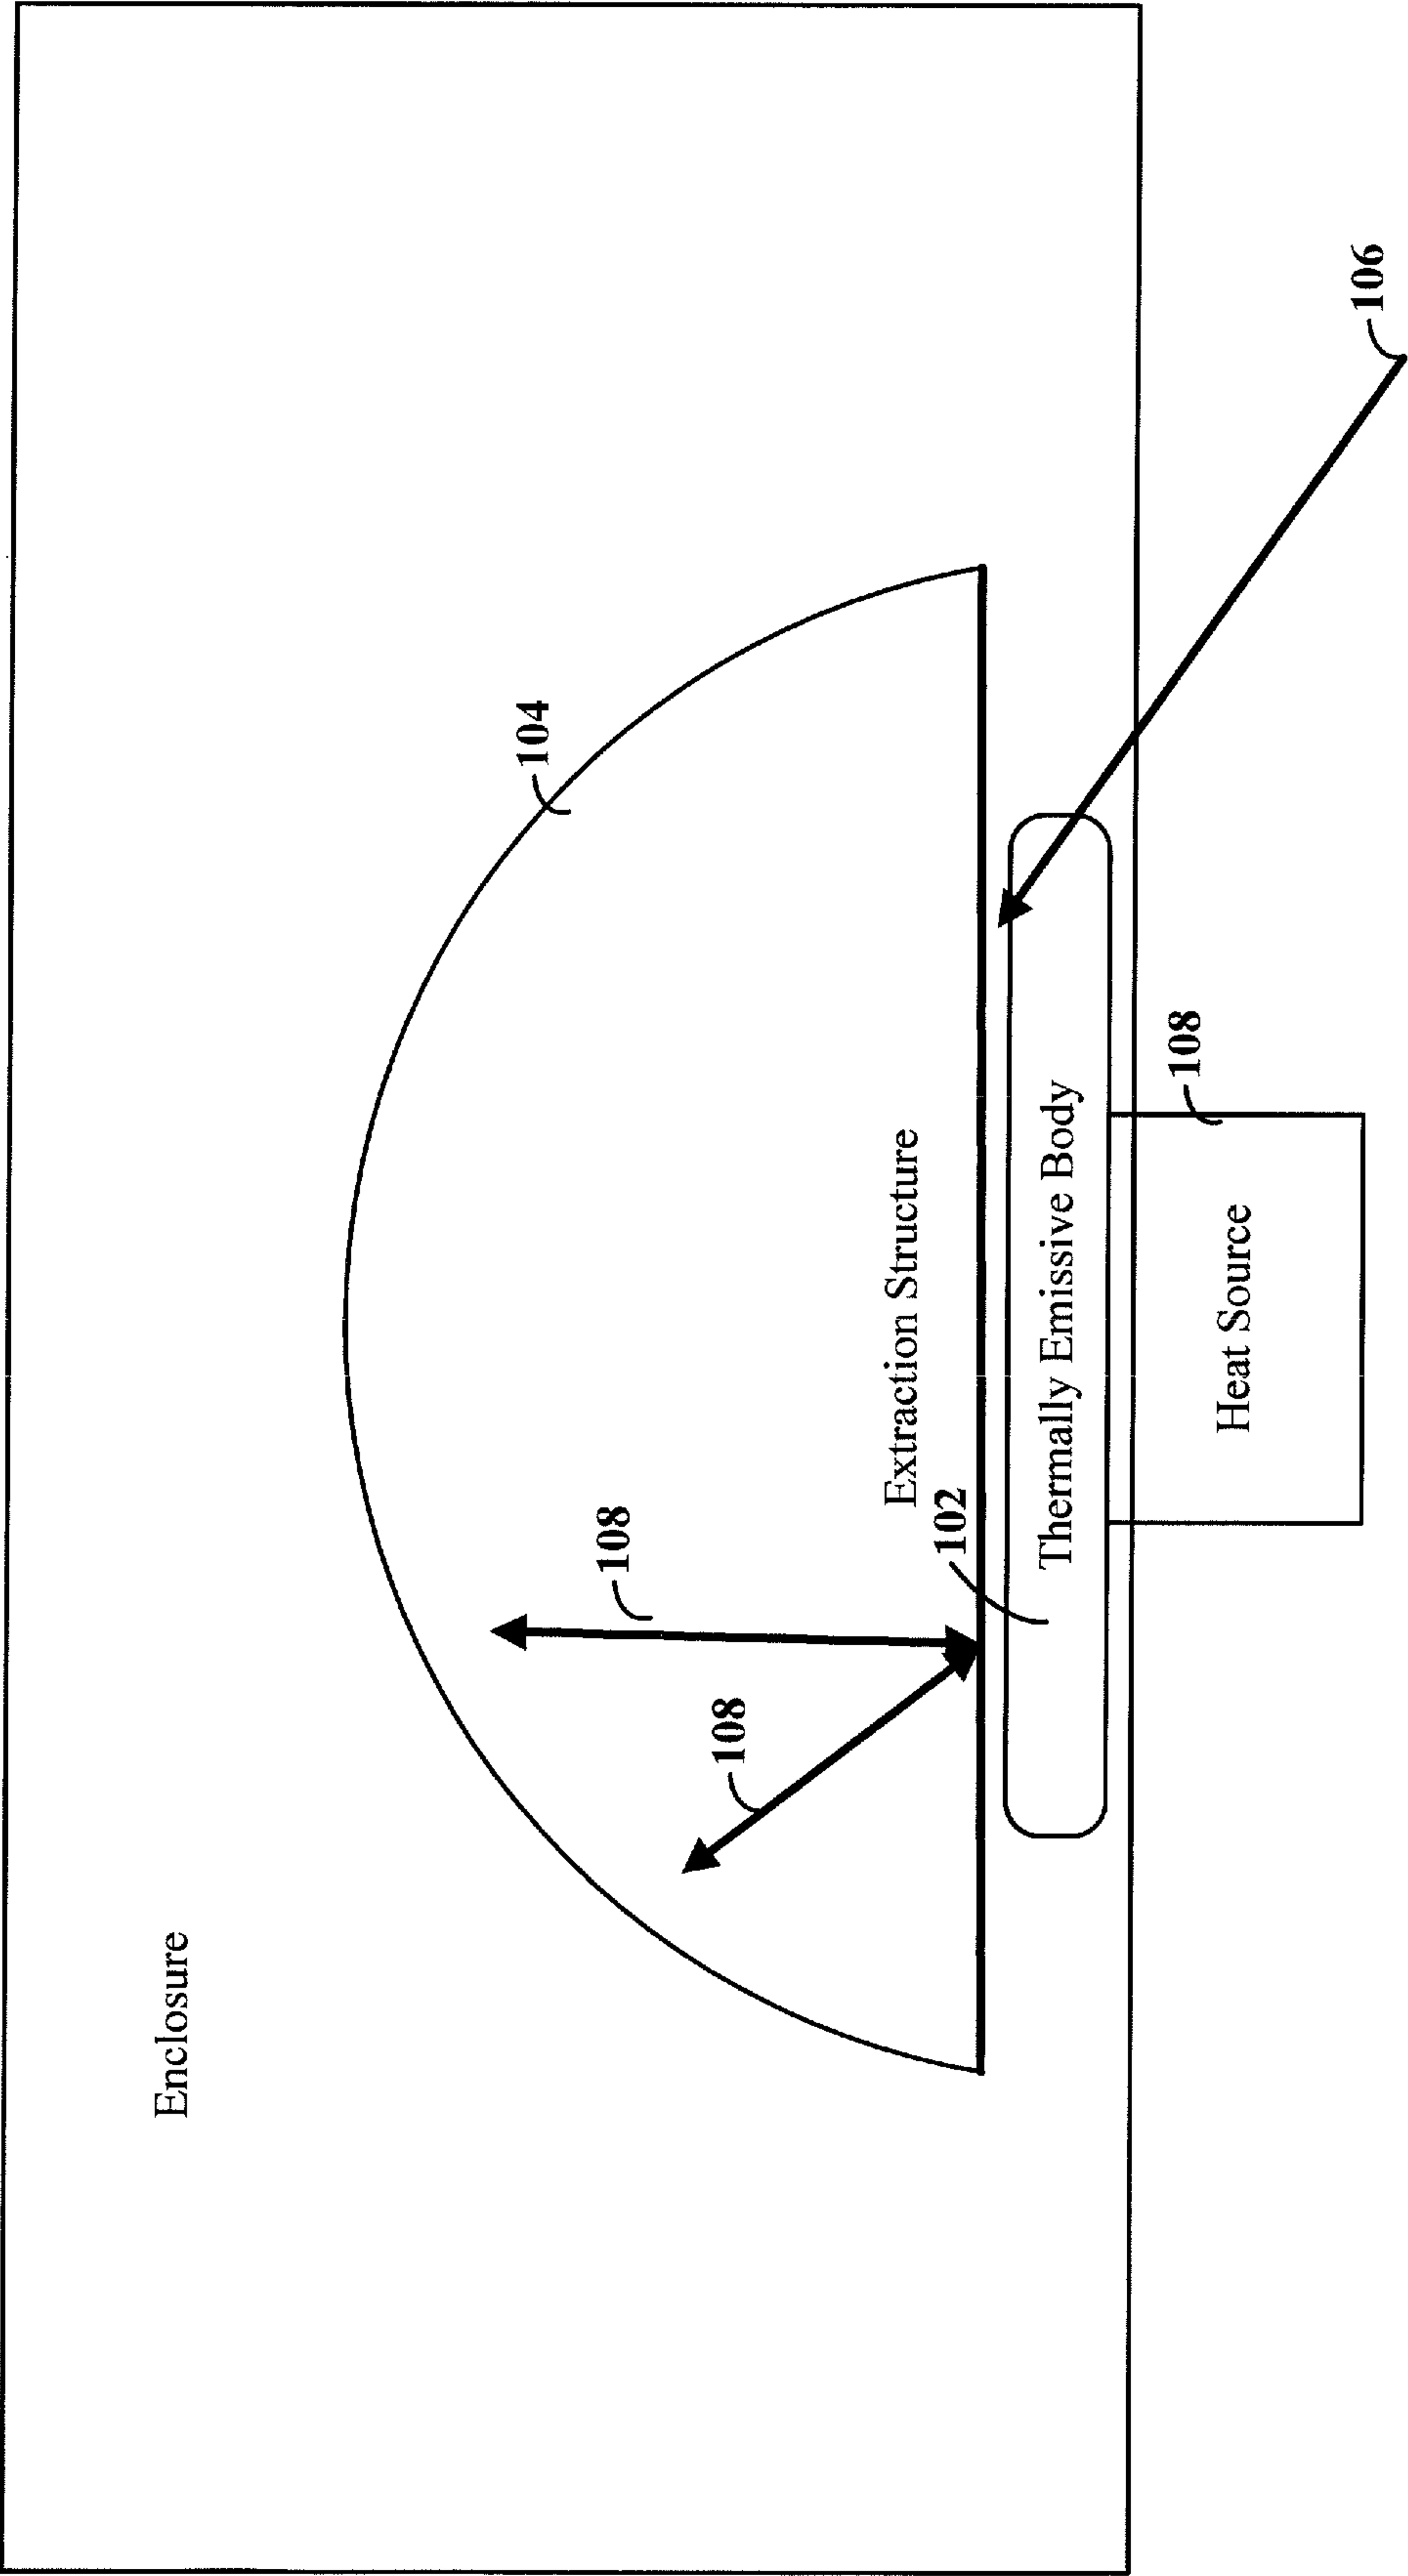 Enclosure
104
108
108
Extraction Structure
102
Thermally Emissive Body
106
108
Heat Source